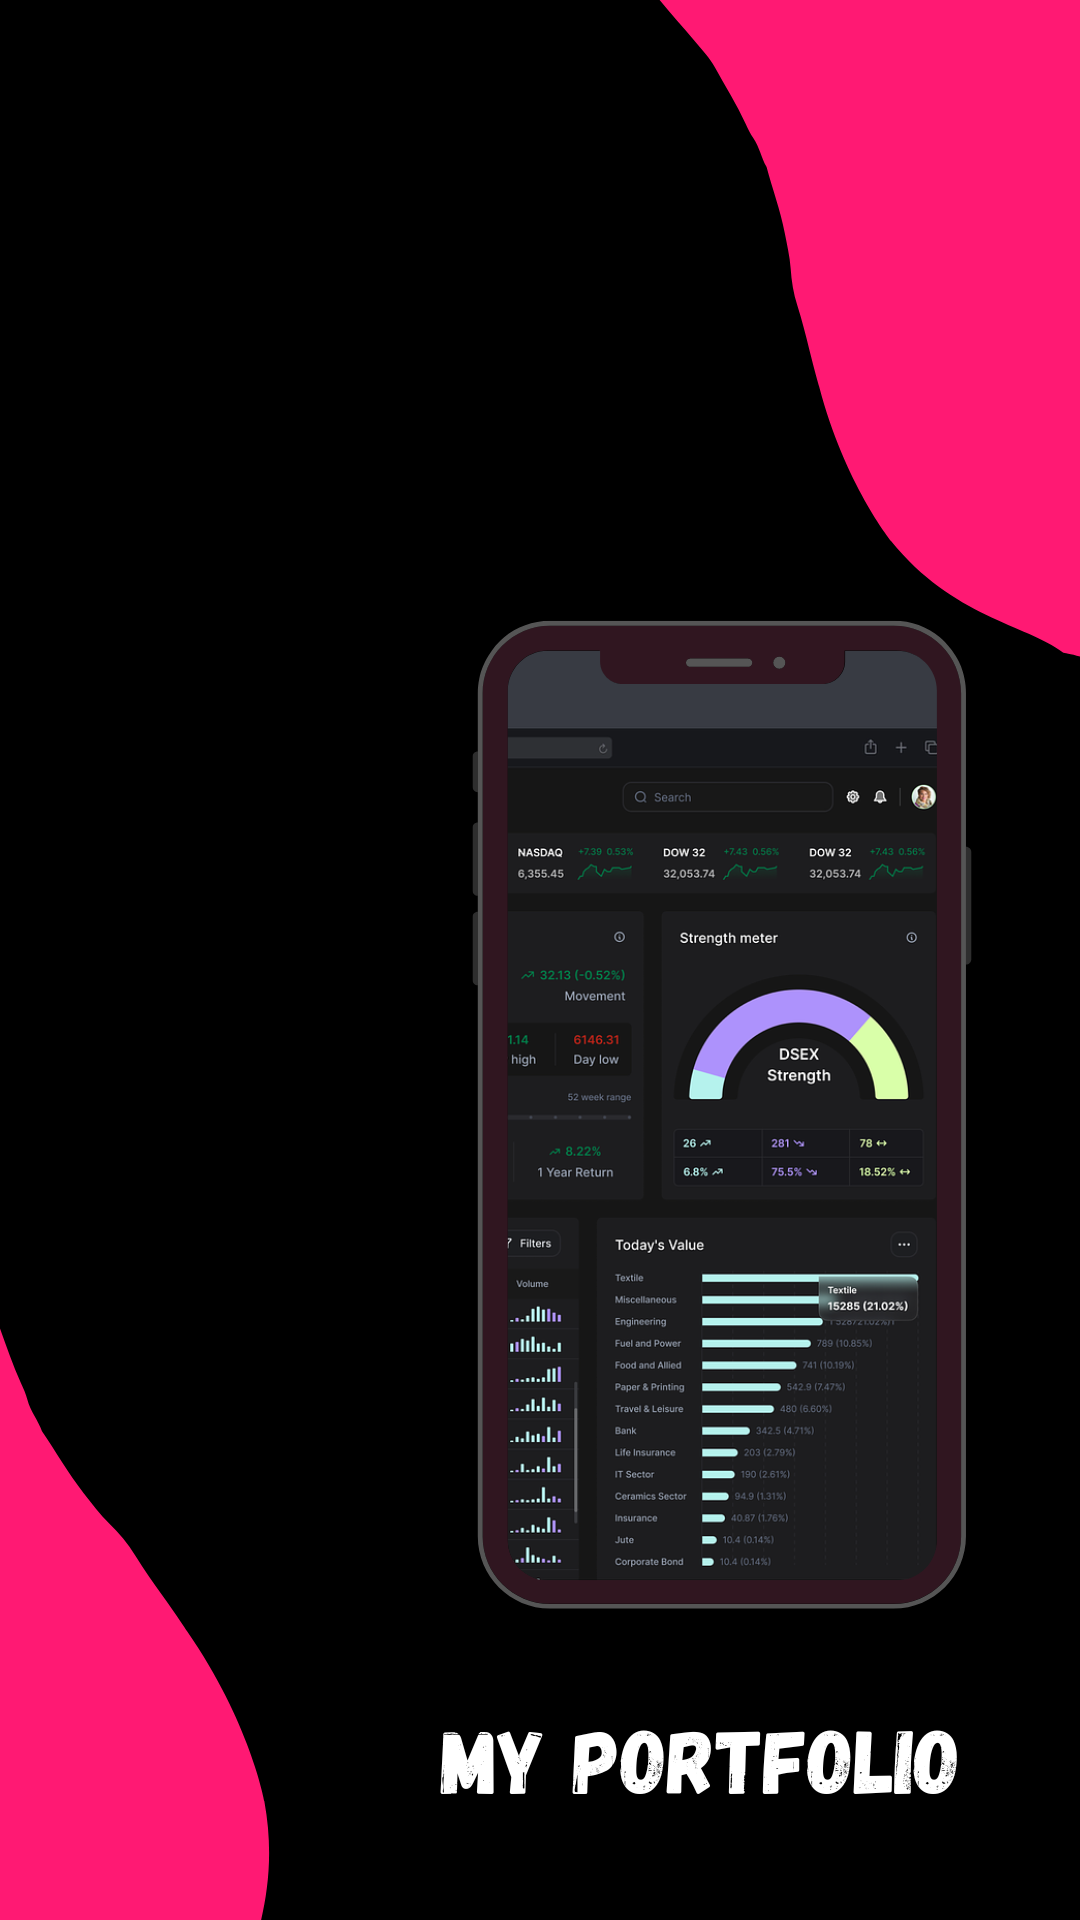 Search
NASDAQ +7.39 0.53%
6,355.45
DOW 32 +7.43 0.56%
32,053.74
DOW 32 +7.43 0.56%
32,053.74
32.13 (-0.52%)
Movement
1.14
high
6146.31
Day low
52 week range
8.22%
1 Year Return
Strength meter
DSEX
Strength
26 281 78
6.8% 75.5% 18.52%
Filters
Volume
Today's Value
Textile
Textile
15285 (21.02%)
Miscellaneous
Engineering
Fuel and Power 789 (10.85%)
Food and Allied 741 (10.19%)
Paper & Printing 542.9 (7.47%)
Travel & Leisure 480 (6.60%)
Bank 342.5 (4.71%)
Life Insurance 203 (2.79%)
IT Sector 190 (2.61%)
Ceramics Sector 94.9 (1.31%)
Insurance 40.87 (1.76%)
Jute 10.4 (0.14%)
Corporate Bond 10.4 (0.14%)
MY PORTFOLIO